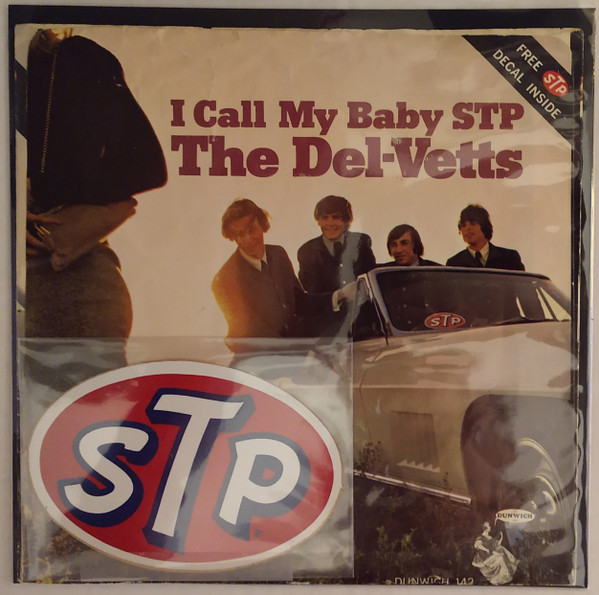 FREE STP
DECAL INSIDE
I Call My Baby STP
The Del-Vetts
STP
STP
DUNWICH
DUNWICH 142